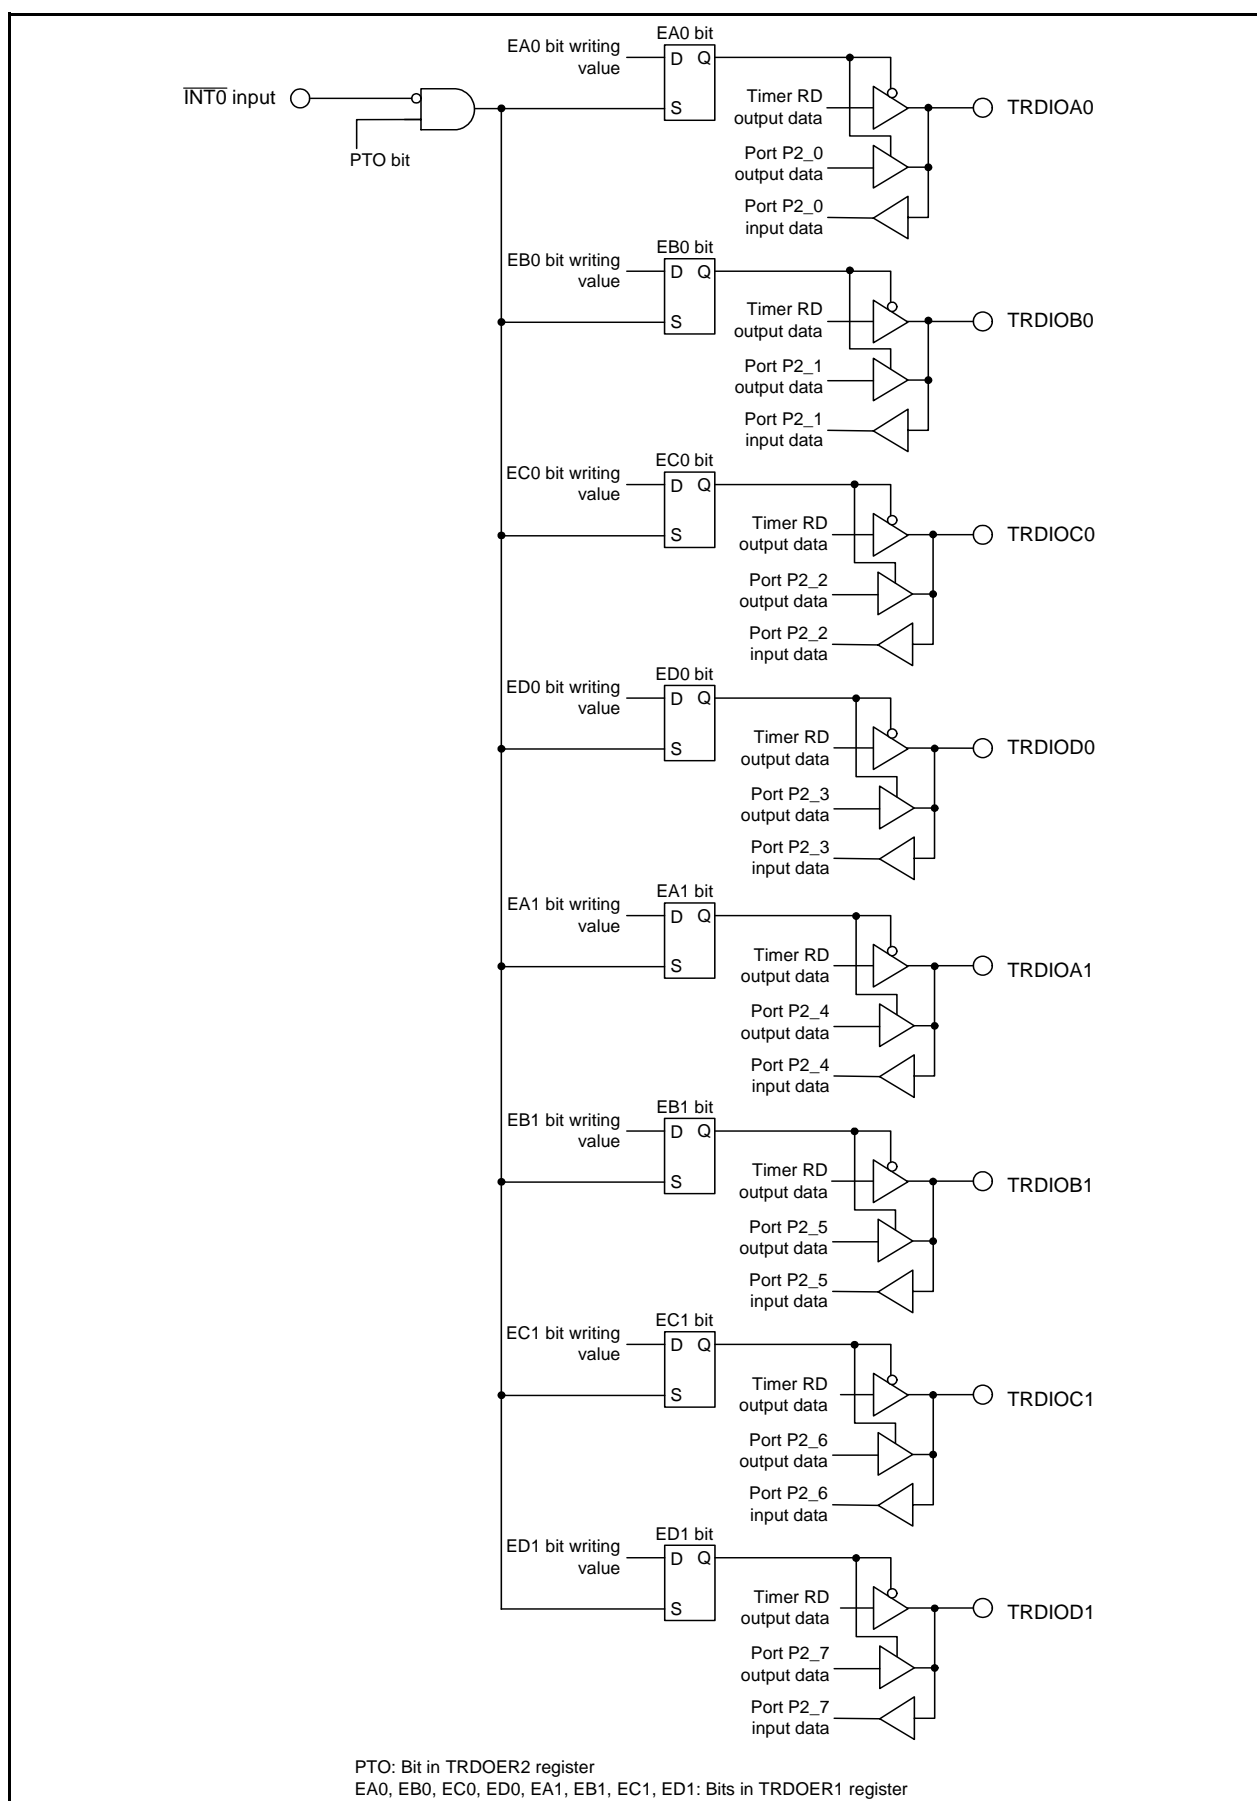 EA0 bit
EA0 bit writing
value
D Q
S
INT0 input
PTO bit
Timer RD
output data
TRDIOA0
Port P2_0
output data
Port P2_0
input data
EB0 bit
EB0 bit writing
value
D Q
S
Timer RD
output data
TRDIOB0
Port P2_1
output data
Port P2_1
input data
EC0 bit
EC0 bit writing
value
D Q
S
Timer RD
output data
TRDIOC0
Port P2_2
output data
Port P2_2
input data
ED0 bit
ED0 bit writing
value
D Q
S
Timer RD
output data
TRDIOD0
Port P2_3
output data
Port P2_3
input data
EA1 bit
EA1 bit writing
value
D Q
S
Timer RD
output data
TRDIOA1
Port P2_4
output data
Port P2_4
input data
EB1 bit
EB1 bit writing
value
D Q
S
Timer RD
output data
TRDIOB1
Port P2_5
output data
Port P2_5
input data
EC1 bit
EC1 bit writing
value
D Q
S
Timer RD
output data
TRDIOC1
Port P2_6
output data
Port P2_6
input data
ED1 bit
ED1 bit writing
value
D Q
S
Timer RD
output data
TRDIOD1
Port P2_7
output data
Port P2_7
input data
PTO: Bit in TRDOER2 register
EA0, EB0, EC0, ED0, EA1, EB1, EC1, ED1: Bits in TRDOER1 register